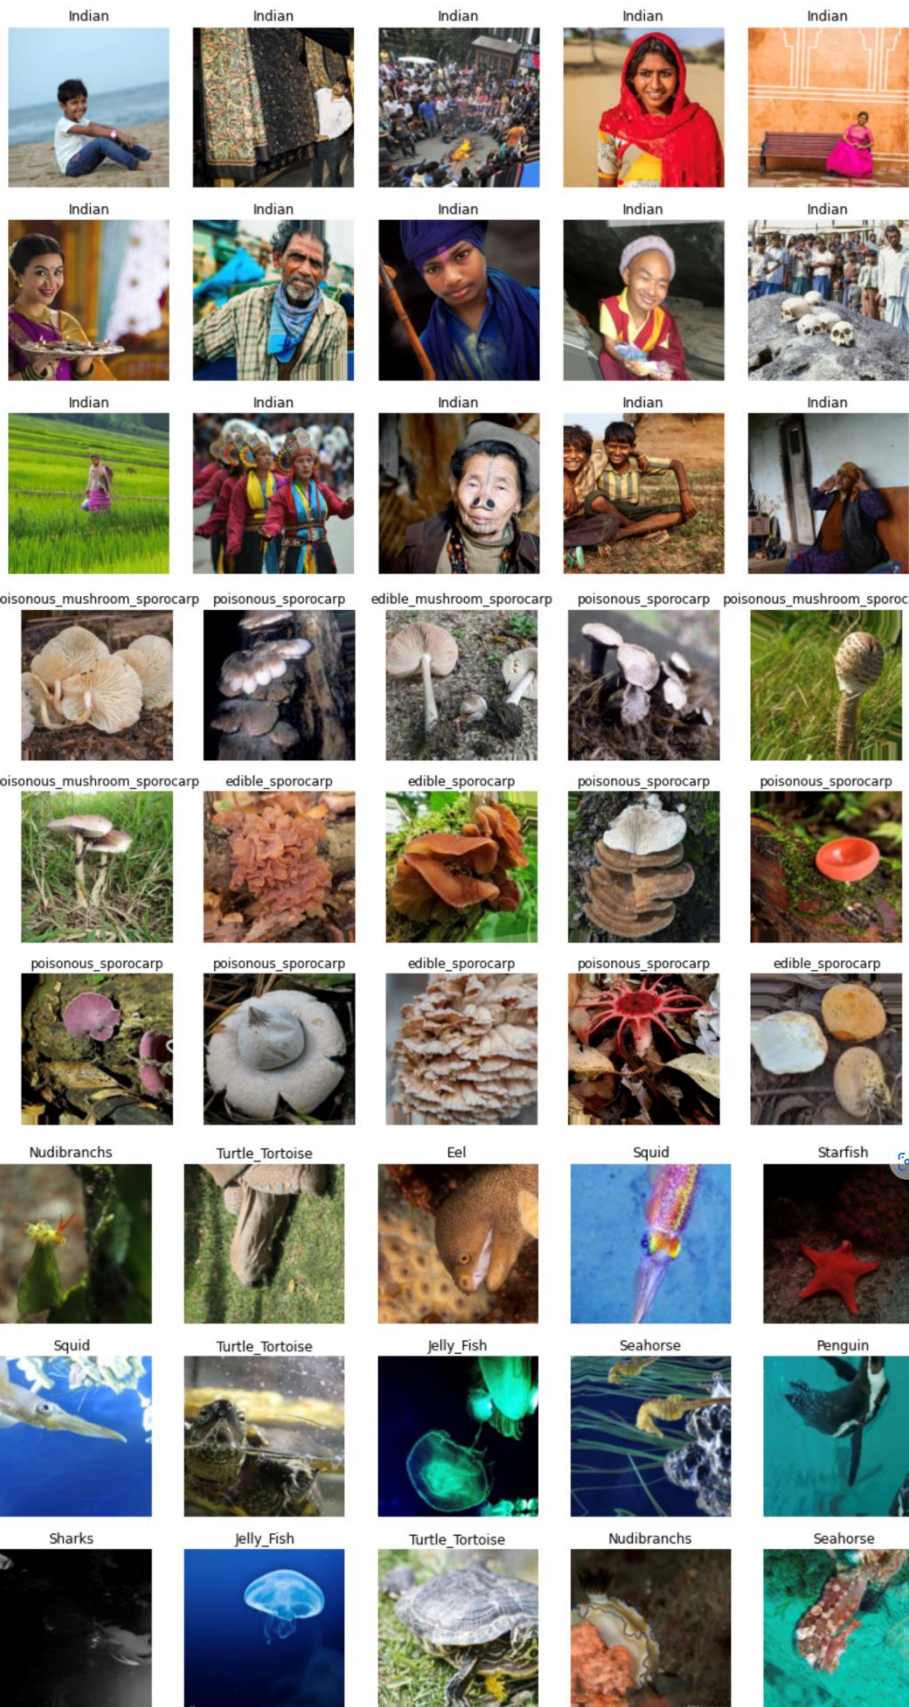 Indian Indian Indian Indian Indian
Indian Indian Indian Indian Indian
Indian Indian Indian Indian Indian
oisonous_mushroom_sporocarp poisonous_sporocarp edible_mushroom_sporocarp poisonous_sporocarp poisonous_mushroom_sporoc
oisonous_mushroom_sporocarp edible_sporocarp edible_sporocarp poisonous_sporocarp poisonous_sporocarp
poisonous_sporocarp poisonous_sporocarp edible_sporocarp poisonous_sporocarp edible_sporocarp
Nudibranchs Turtle_Tortoise Eel Squid Starfish
Squid Turtle_Tortoise Jelly_Fish Seahorse Penguin
Sharks Jelly_Fish Turtle_Tortoise Nudibranchs Seahorse